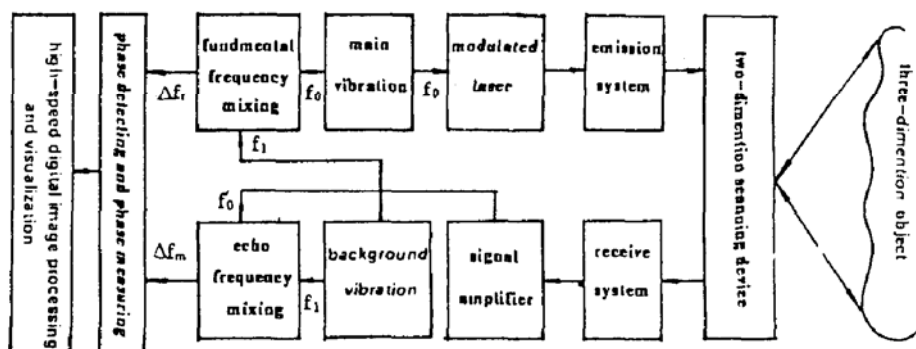 high-speed digital image processing
and visualization
phase detecting and phase measuring
Δfᵣ
fundmental
frequency
mixing
f₀
main
vibration
f₀
modulated
laser
emission
system
two-dimention scanning device
three-dimention object
f₁
f₀
Δfₘ
echo
frequency
mixing
f₁
background
vibration
signal
amplifier
receive
system